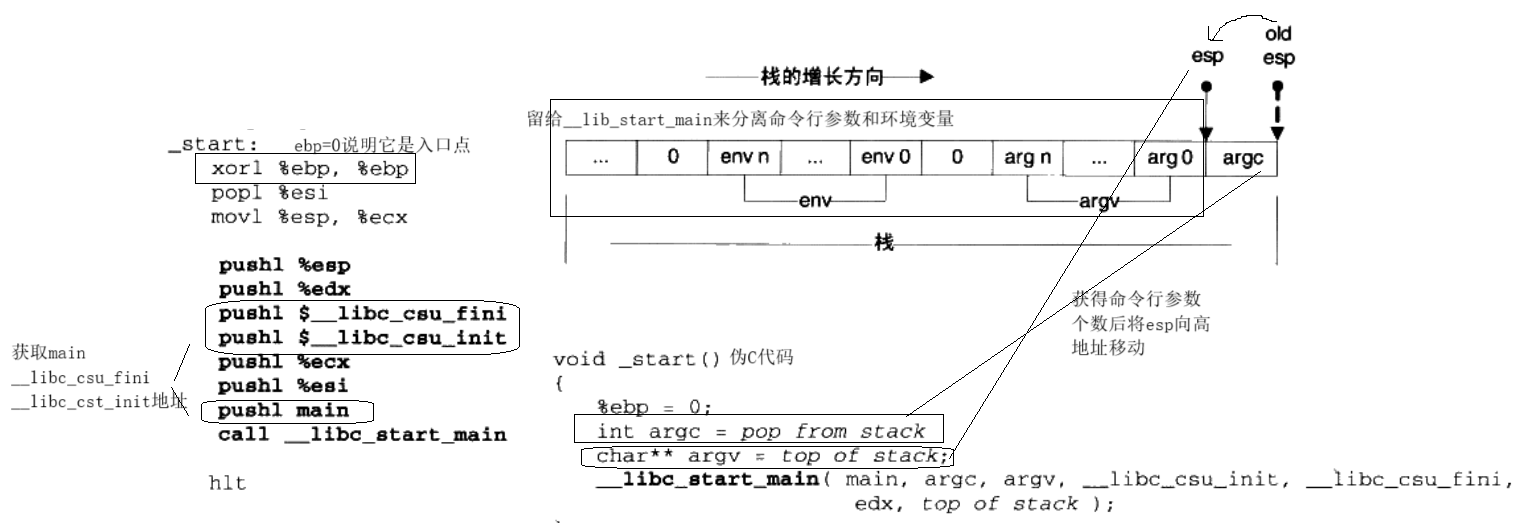 _start: ebp=0说明它是入口点
xorl %ebp, %ebp
popl %esi
movl %esp, %ecx
pushl %esp
pushl %edx
pushl $__libc_csu_fini
pushl $__libc_csu_init
pushl %ecx
pushl %esi
pushl main
call __libc_start_main
hlt
获取main
__libc_csu_fini
__libc_cst_init地址
old
esp
esp
栈的增长方向
留给__lib_start_main来分离命令行参数和环境变量
... 0 env n ... env 0 0 arg n ... arg 0 argc
env argv
栈
获得命令行参数
个数后将esp向高
地址移动
void _start() 伪C代码
{
%ebp = 0;
int argc = pop from stack
char** argv = top of stack;
__libc_start_main( main, argc, argv, __libc_csu_init, __libc_csu_fini,
edx, top of stack );